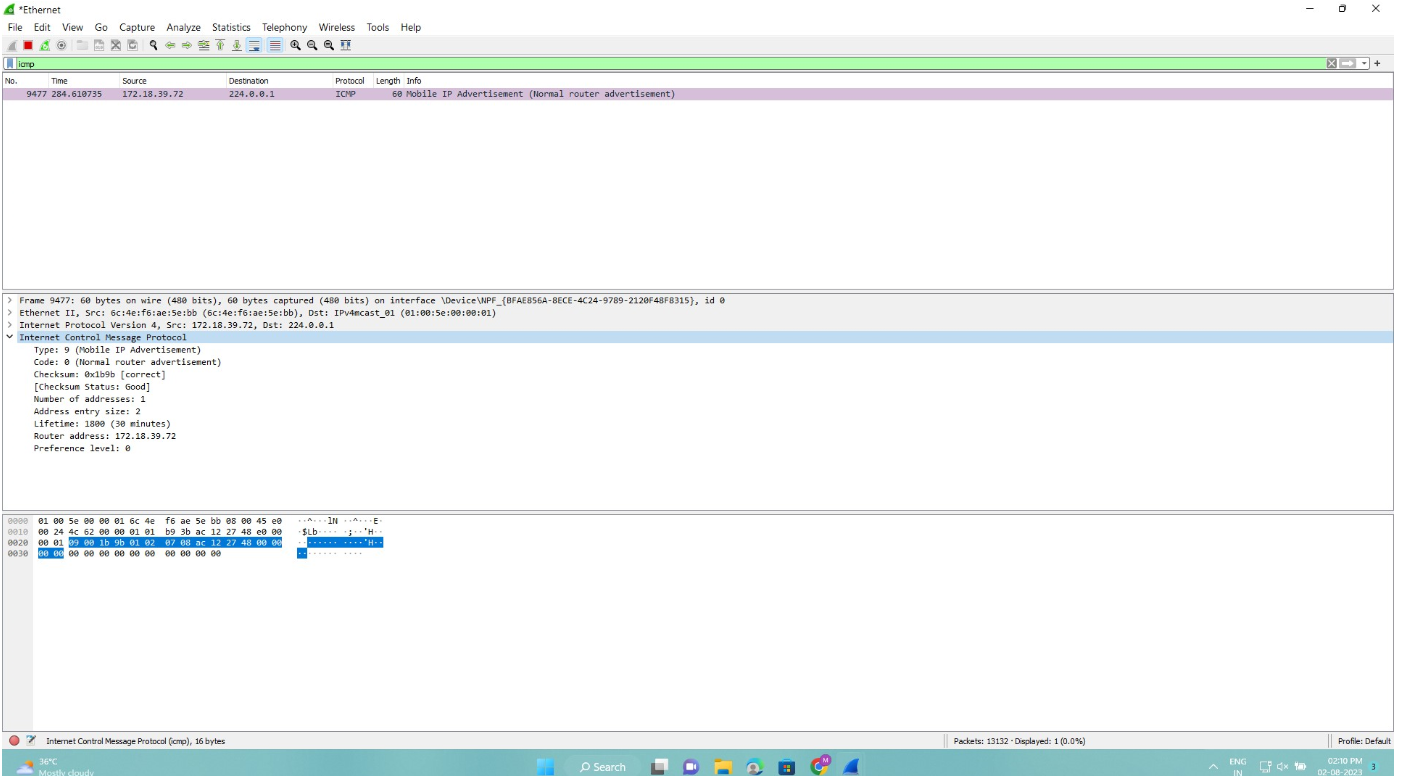 *Ethernet
File Edit View Go Capture Analyze Statistics Telephony Wireless Tools Help
icmp
No. Time Source Destination Protocol Length Info
9477 284.610735 172.18.39.72 224.0.0.1 ICMP 60 Mobile IP Advertisement (Normal router advertisement)
> Frame 9477: 60 bytes on wire (480 bits), 60 bytes captured (480 bits) on interface \Device\NPF_{BFAE856A-8ECE-4C24-9789-2120F48F8315}, id 0
> Ethernet II, Src: 6c:4e:f6:ae:5e:bb (6c:4e:f6:ae:5e:bb), Dst: IPv4mcast_01 (01:00:5e:00:00:01)
> Internet Protocol Version 4, Src: 172.18.39.72, Dst: 224.0.0.1
Internet Control Message Protocol
Type: 9 (Mobile IP Advertisement)
Code: 0 (Normal router advertisement)
Checksum: 0x1b9b [correct]
[Checksum Status: Good]
Number of addresses: 1
Address entry size: 2
Lifetime: 1800 (30 minutes)
Router address: 172.18.39.72
Preference level: 0
0000 01 00 5e 00 00 01 6c 4e f6 ae 5e bb 08 00 45 e0 ··^···lN ··^···E·
0010 00 24 4c 62 00 00 01 01 b9 3b ac 12 27 48 e0 00 ·$Lb···· ·;··'H··
0020 00 01 09 00 1b 9b 01 02 07 08 ac 12 27 48 00 00 ········ ····'H··
0030 00 00 00 00 00 00 00 00 00 00 00 00 ········ ····
Internet Control Message Protocol (icmp), 16 bytes
Packets: 13132 · Displayed: 1 (0.0%)
Profile: Default
36°C
Mostly cloudy
Search
M
ENG
IN
02:10 PM
02-08-2023
3